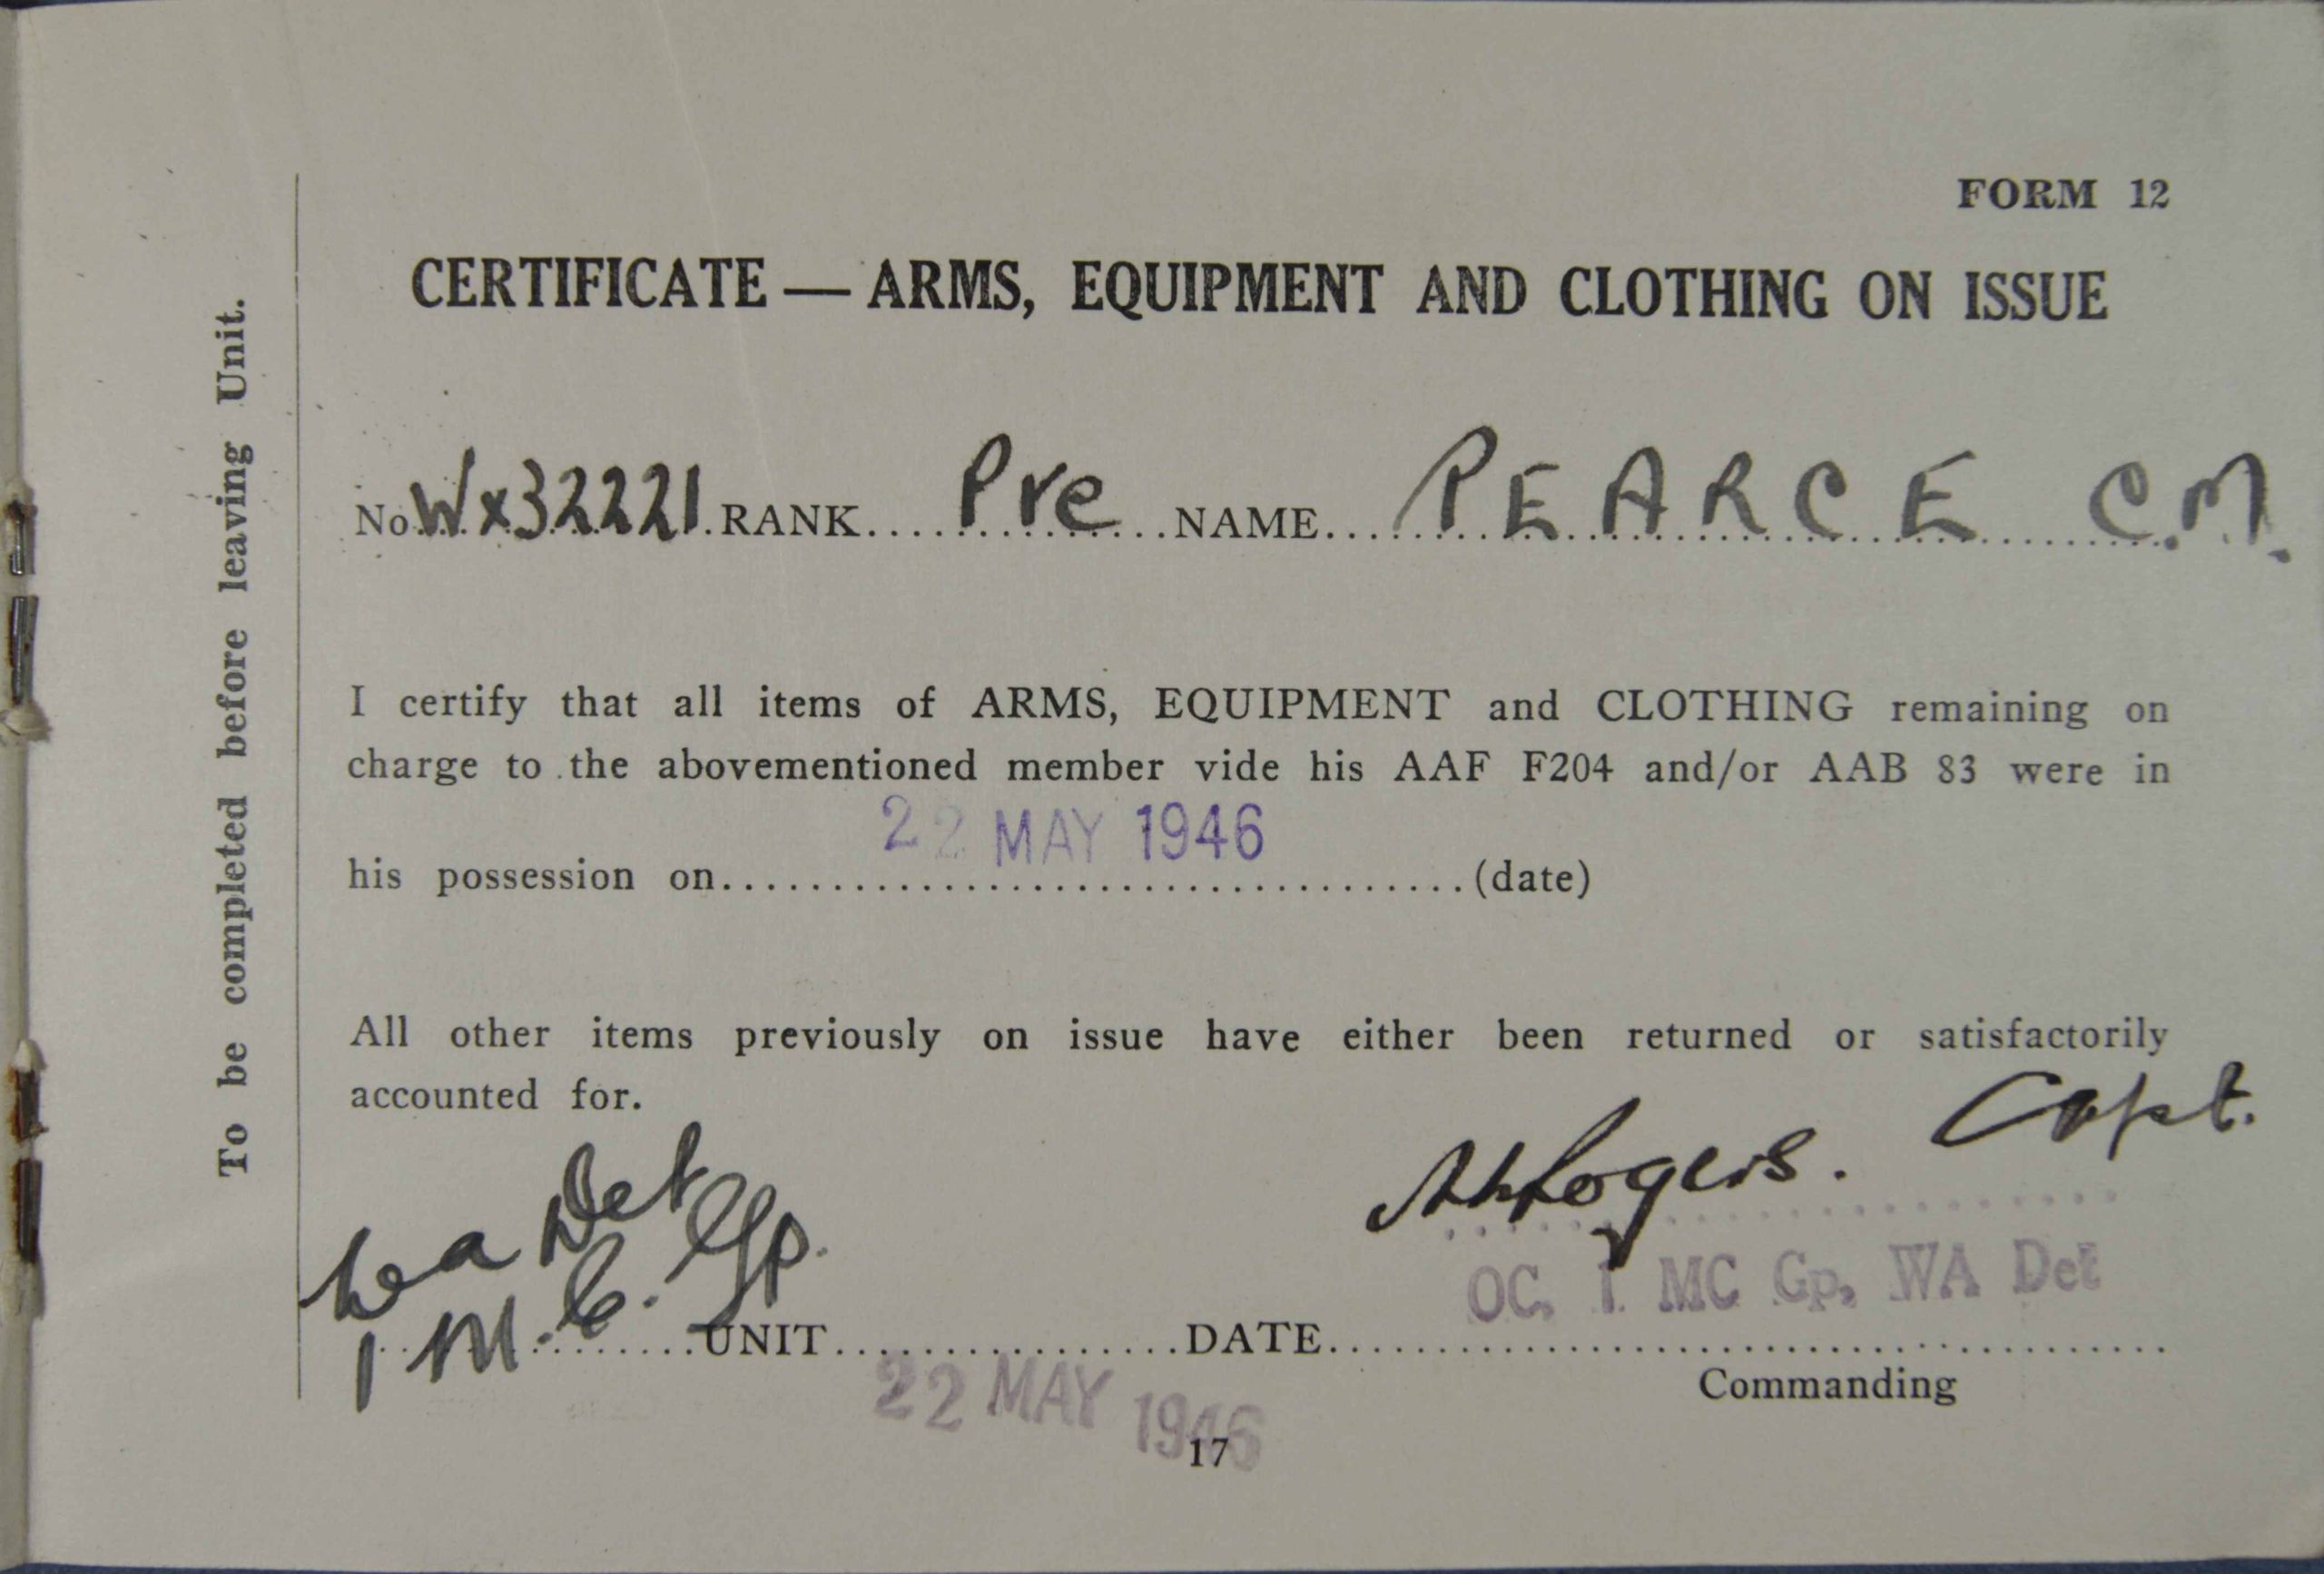 FORM 12
CERTIFICATE — ARMS, EQUIPMENT AND CLOTHING ON ISSUE
To be completed before leaving Unit.
No. Wx32221 RANK.... Pte ...NAME... PEARCE C.M.
I certify that all items of ARMS, EQUIPMENT and CLOTHING remaining on
charge to the abovementioned member vide his AAF F204 and/or AAB 83 were in
22 MAY 1946
his possession on....................(date)
All other items previously on issue have either been returned or satisfactorily
accounted for.
Capt.
Wa Det
1 M.C. Gp.
OC. 1 MC Gp, WA Det
........UNIT................DATE....................
Commanding
22 MAY 1946
17